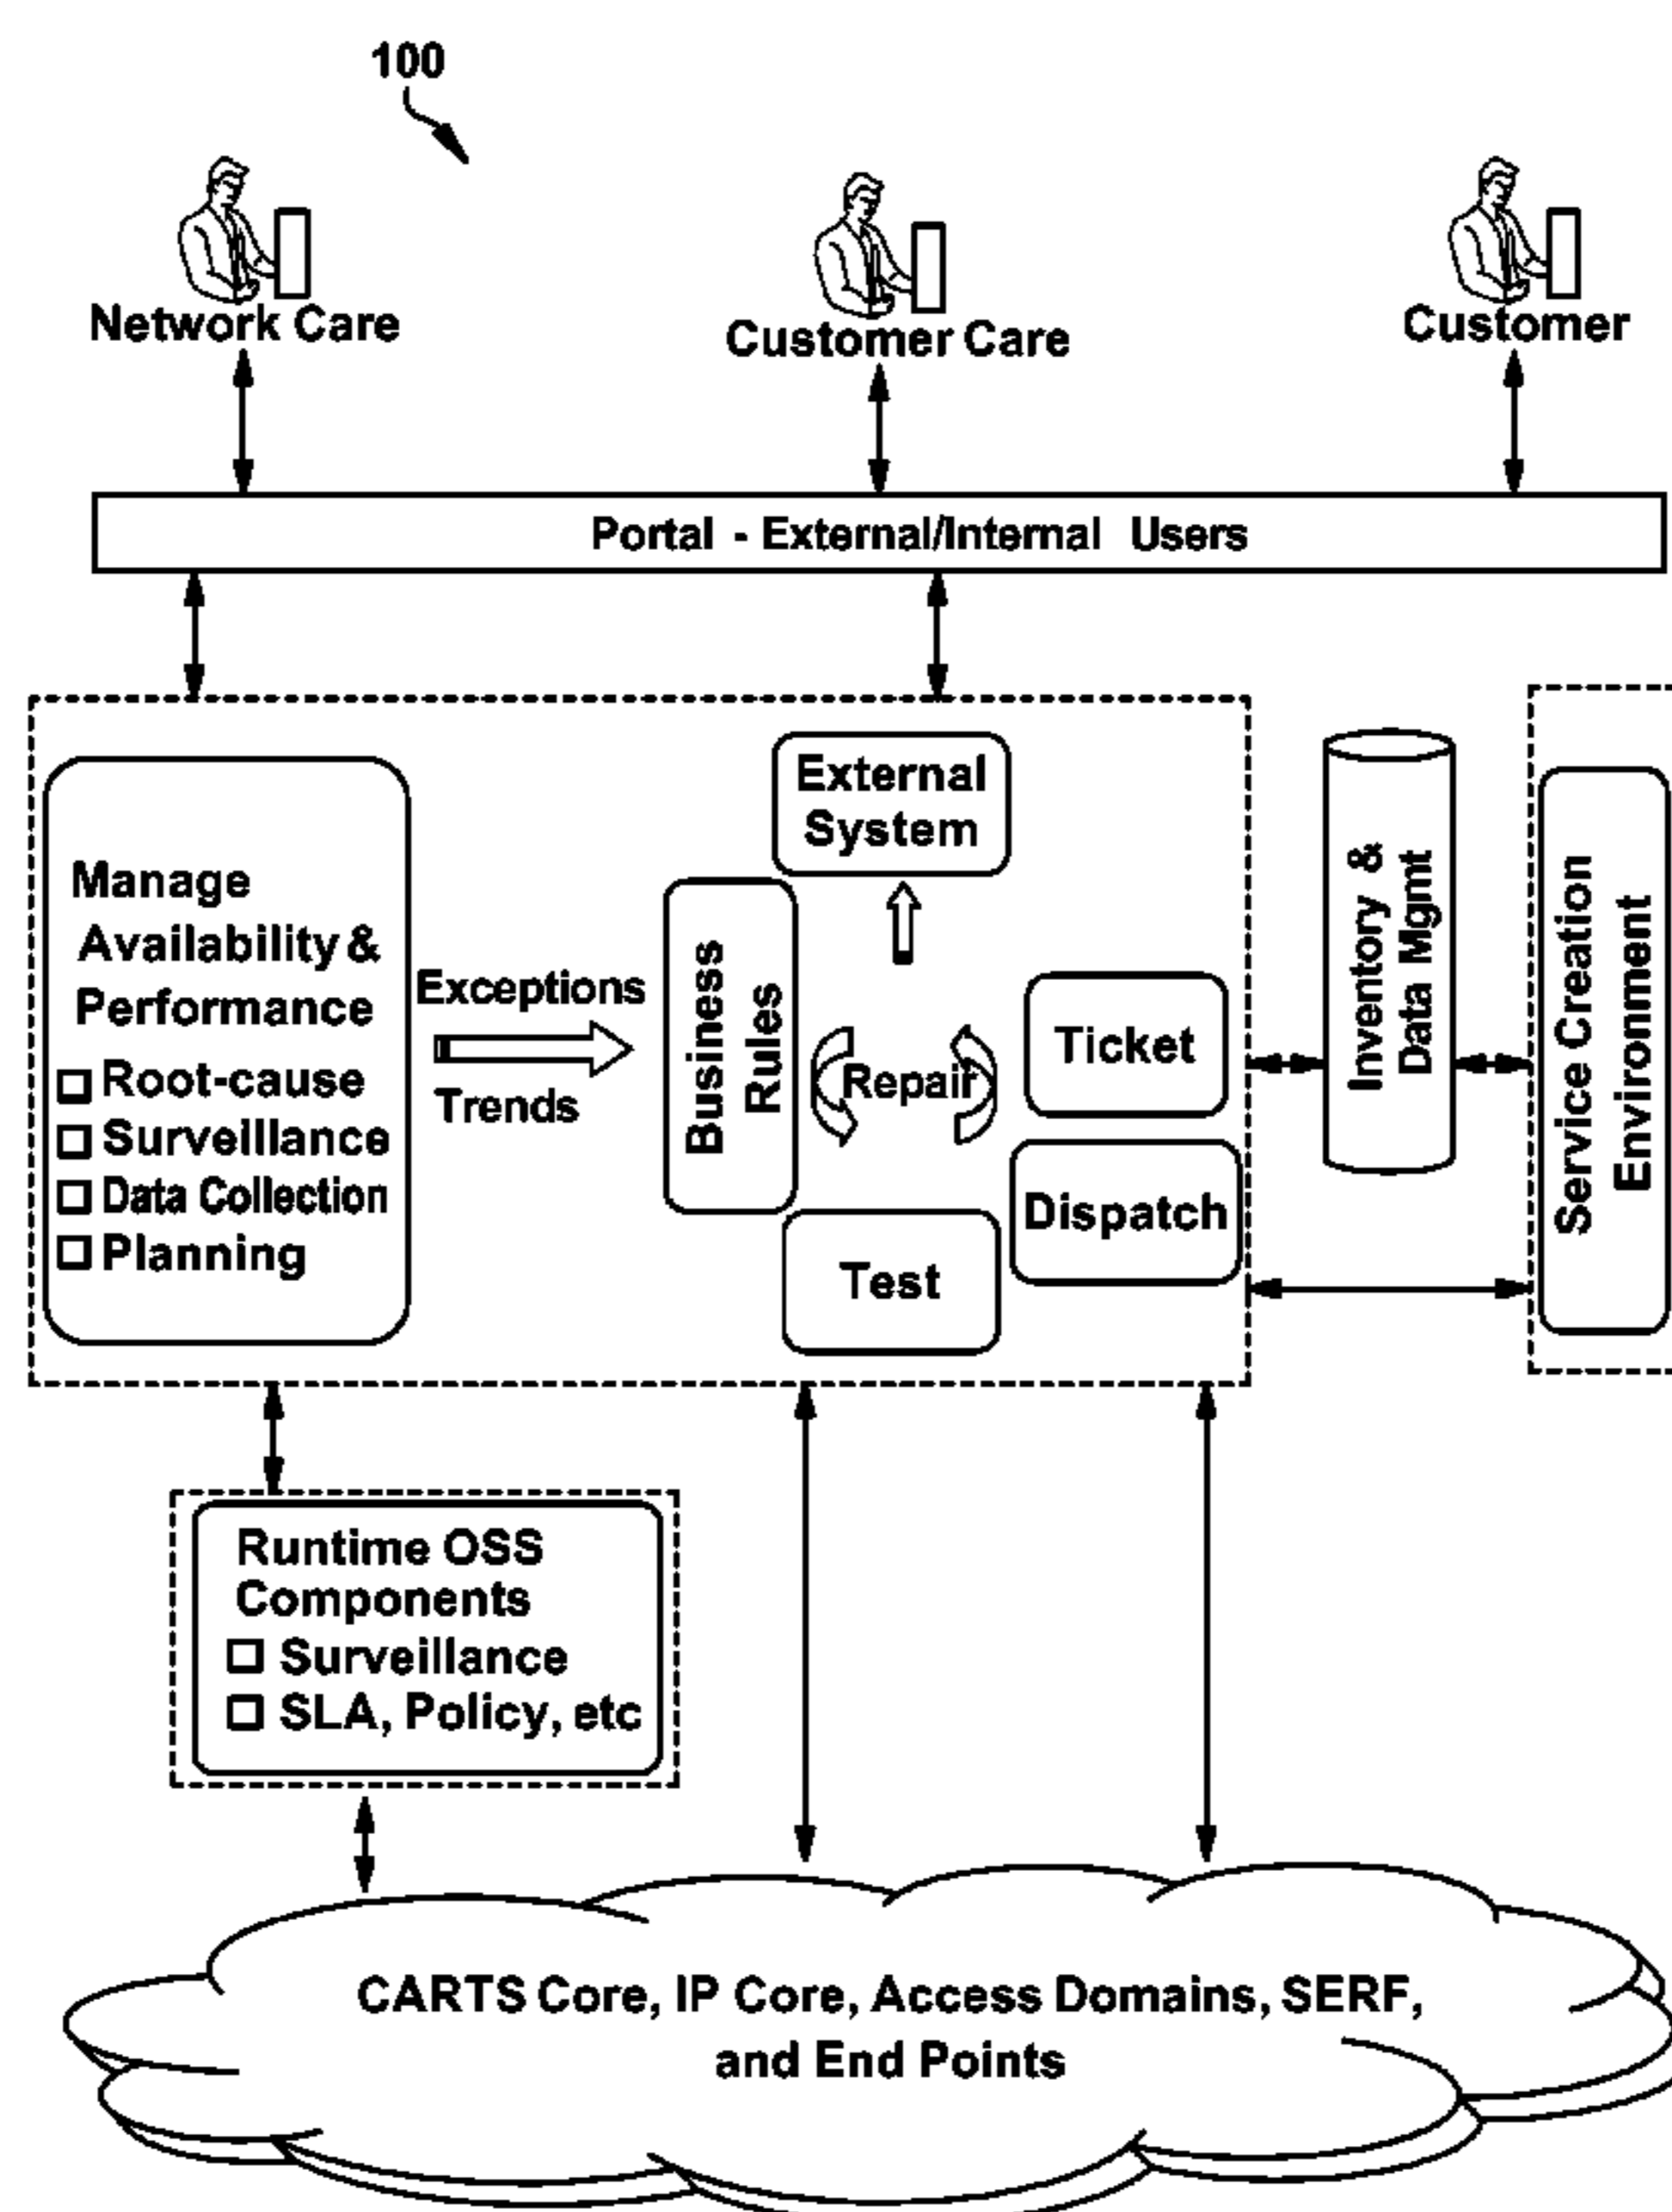 100
Network Care
Customer Care
Customer
Portal - External/Internal Users
Manage
Availability &
Performance
Root-cause
Surveillance
Data Collection
Planning
Exceptions
Trends
Business
Rules
External
System
Repair
Ticket
Dispatch
Test
Inventory &
Data Mgmt
Service Creation
Environment
Runtime OSS
Components
Surveillance
SLA, Policy, etc
CARTS Core, IP Core, Access Domains, SERF,
and End Points